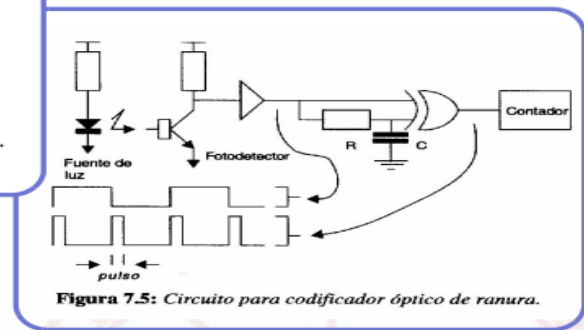 Contador
R
C
Fuente de
luz
Fotodetector
pulso
Figura 7.5: Circuito para codificador óptico de ranura.